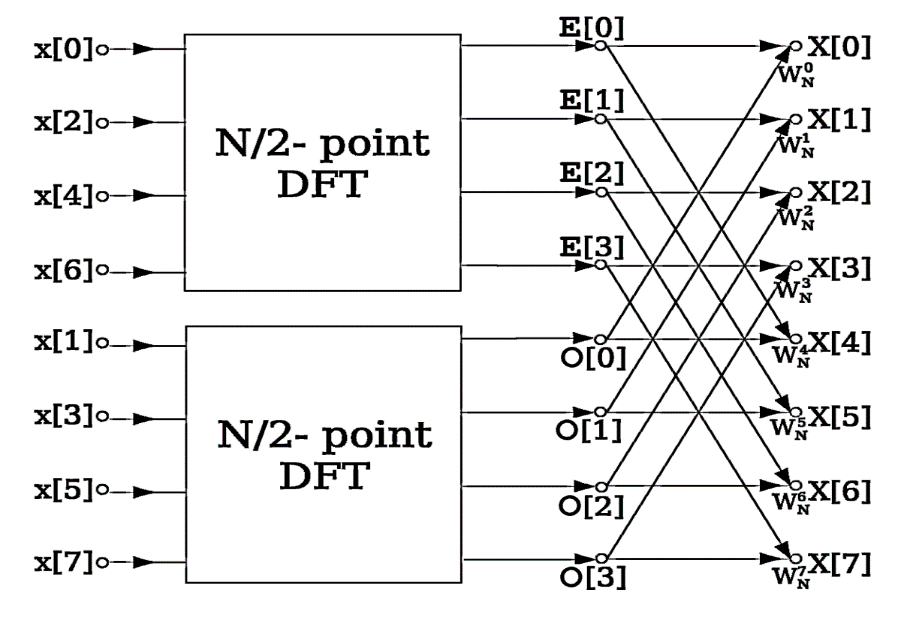 x[0]
x[2]
x[4]
x[6]
x[1]
x[3]
x[5]
x[7]
N/2- point
DFT
N/2- point
DFT
E[0]
E[1]
E[2]
E[3]
O[0]
O[1]
O[2]
O[3]
X[0]
W_N^0
X[1]
W_N^1
X[2]
W_N^2
X[3]
W_N^3
X[4]
W_N^4
X[5]
W_N^5
X[6]
W_N^6
X[7]
W_N^7